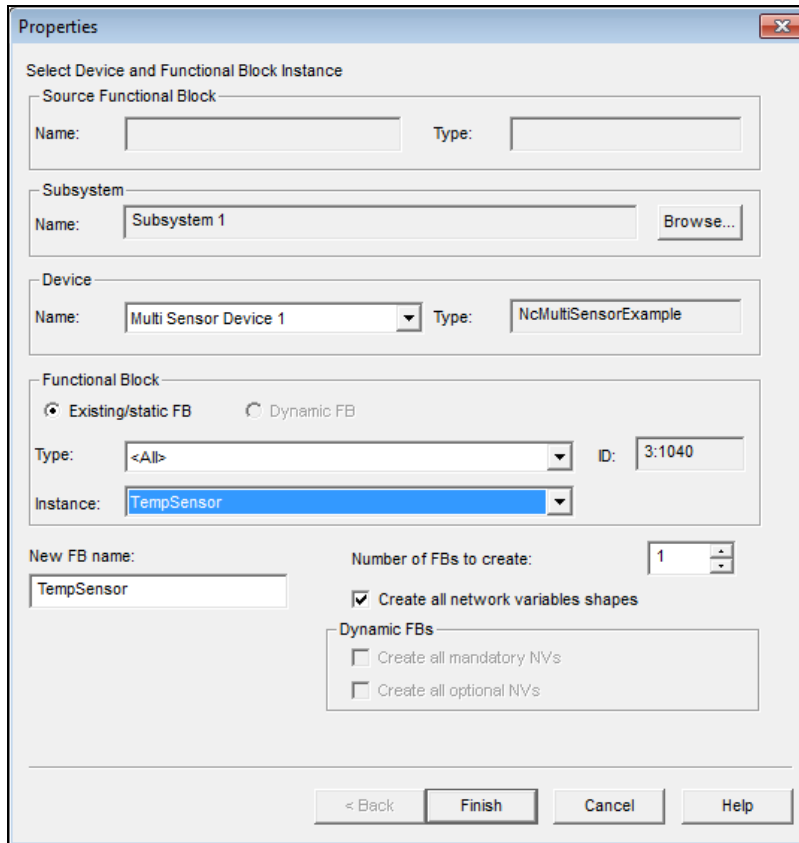 Properties
Select Device and Functional Block Instance
Source Functional Block
Name: Type:
Subsystem
Name: Subsystem 1 Browse...
Device
Name: Multi Sensor Device 1 Type: NcMultiSensorExample
Functional Block
Existing/static FB Dynamic FB
Type: <All> ID: 3:1040
Instance: TempSensor
New FB name: Number of FBs to create: 1
TempSensor
Create all network variables shapes
Dynamic FBs
Create all mandatory NVs
Create all optional NVs
< Back Finish Cancel Help